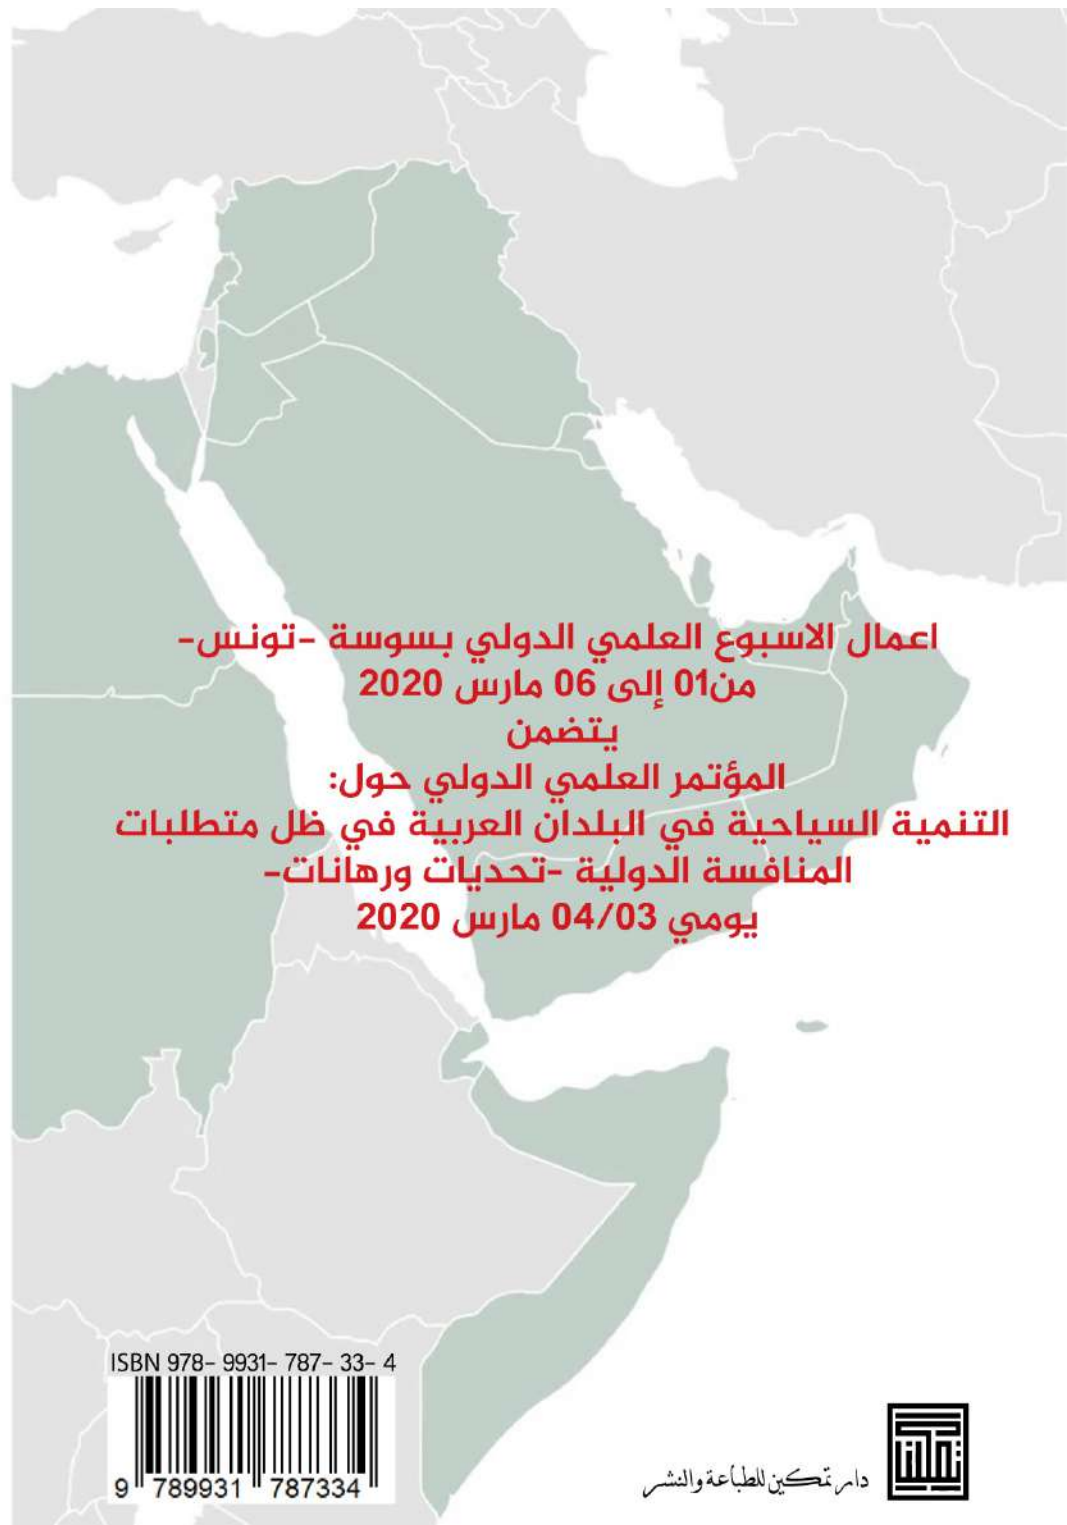 اعمال الاسبوع العلمي الدولي بسوسة -تونس-
من01 إلى 06 مارس 2020
يتضمن
المؤتمر العلمي الدولي حول:
التنمية السياحية في البلدان العربية في ظل متطلبات
المنافسة الدولية -تحديات ورهانات-
يومي 04/03 مارس 2020
ISBN 978- 9931- 787- 33- 4
9 789931 787334
دار تمكين للطباعة والنشر